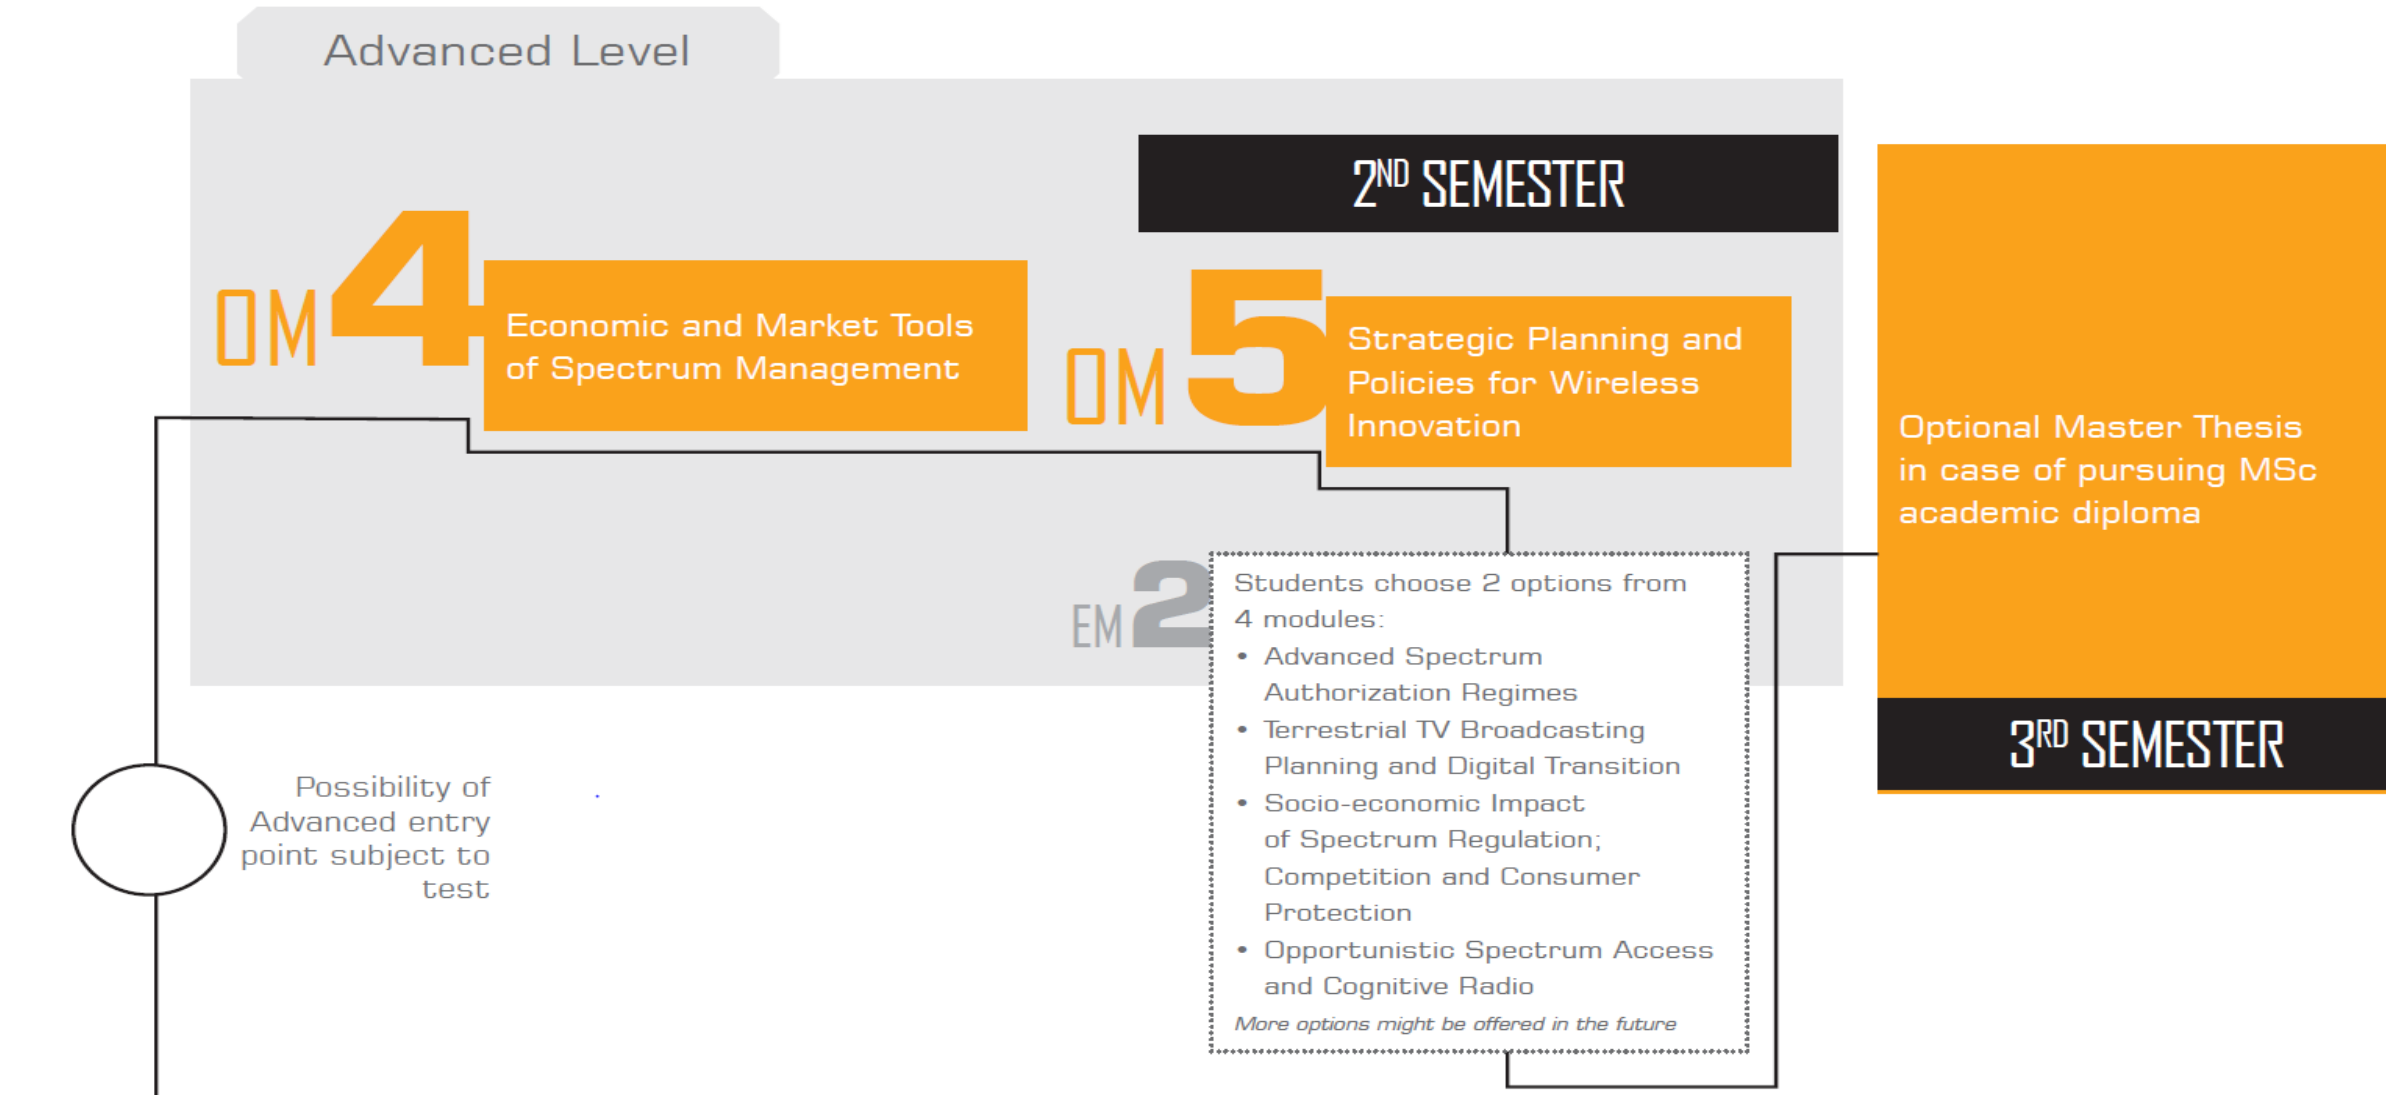 Advanced Level
2ND SEMESTER
OM4
Economic and Market Tools
of Spectrum Management
OM5
Strategic Planning and
Policies for Wireless
Innovation
EM2
Students choose 2 options from
4 modules:
• Advanced Spectrum
Authorization Regimes
• Terrestrial TV Broadcasting
Planning and Digital Transition
• Socio-economic Impact
of Spectrum Regulation;
Competition and Consumer
Protection
• Opportunistic Spectrum Access
and Cognitive Radio
More options might be offered in the future
Possibility of
Advanced entry
point subject to
test
Optional Master Thesis
in case of pursuing MSc
academic diploma
3RD SEMESTER